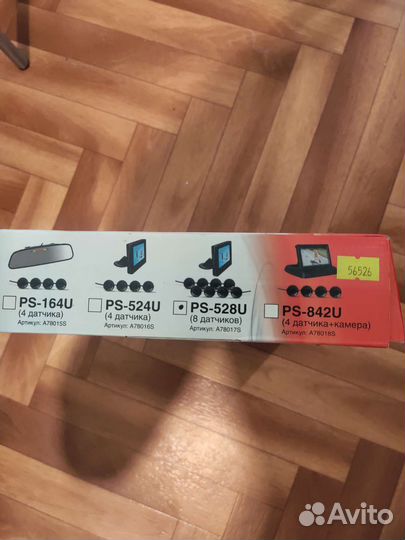 56526
PS-164U
(4 датчика)
Артикул: A78015S
PS-524U
(4 датчика)
Артикул: A78016S
PS-528U
(8 датчиков)
Артикул: A78017S
PS-842U
(4 датчика+камера)
Артикул: A78018S
Avito